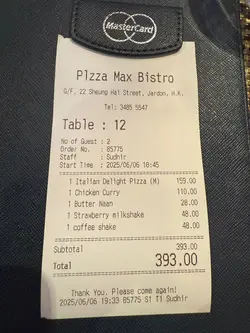 MasterCard
Pizza Max Bistro
G/F, 22 Sheung Hai Street, Jardon, H.K.
Tel: 3485 5547
Table : 12
No of Guest : 2
Order No. : 85775
Staff : Sudhir
Start Time : 2025/06/06 18:45
1 Italian Delight Pizza (M) 159.00
1 Chicken Curry 110.00
1 Butter Naan 28.00
1 Strawberry milkshake 48.00
1 coffee shake 48.00
Subtotal 393.00
Total 393.00
Thank You. Please come again!
2025/06/06 19:33 85775 S1 T1 Sudhir